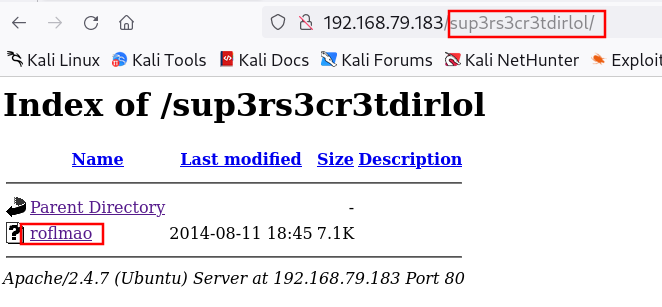 192.168.79.183/sup3rs3cr3tdirlol/
Kali Linux Kali Tools Kali Docs Kali Forums Kali NetHunter Exploit
Index of /sup3rs3cr3tdirlol
Name Last modified Size Description
Parent Directory -
roflmao 2014-08-11 18:45 7.1K
Apache/2.4.7 (Ubuntu) Server at 192.168.79.183 Port 80